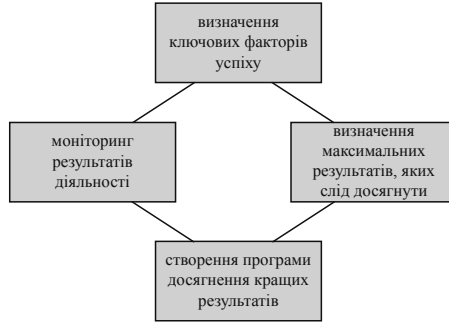 визначення
ключових факторів
успіху
моніторинг
результатів
діяльності
визначення
максимальних
результатів, яких
слід досягнути
створення програми
досягнення кращих
результатів